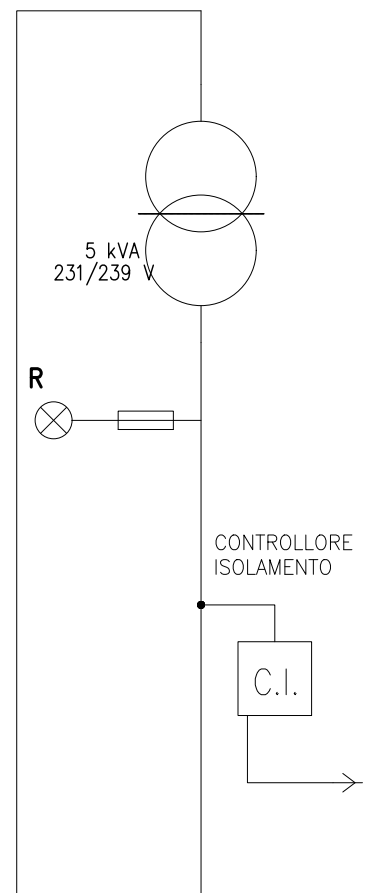 5 kVA
231/239 V
R
CONTROLLORE
ISOLAMENTO
C.I.